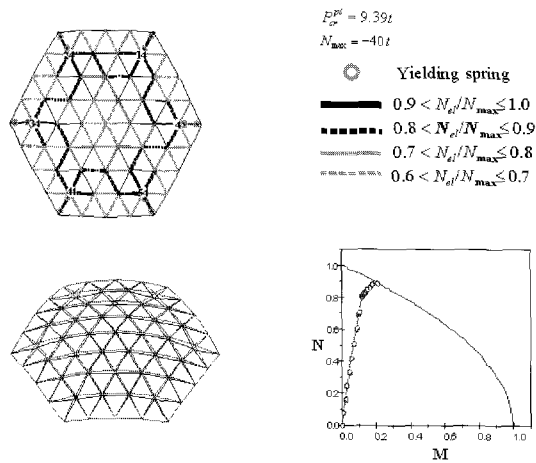 P_cr^pl = 9.39t
N_max = -40t
Yielding spring
0.9 < N_el/N_max ≤ 1.0
0.8 < N_el/N_max ≤ 0.9
0.7 < N_el/N_max ≤ 0.8
0.6 < N_el/N_max ≤ 0.7
1.0
0.8
0.6
N
0.4
0.2
0.0
0.0 0.2 0.4 0.6 0.8 1.0
M